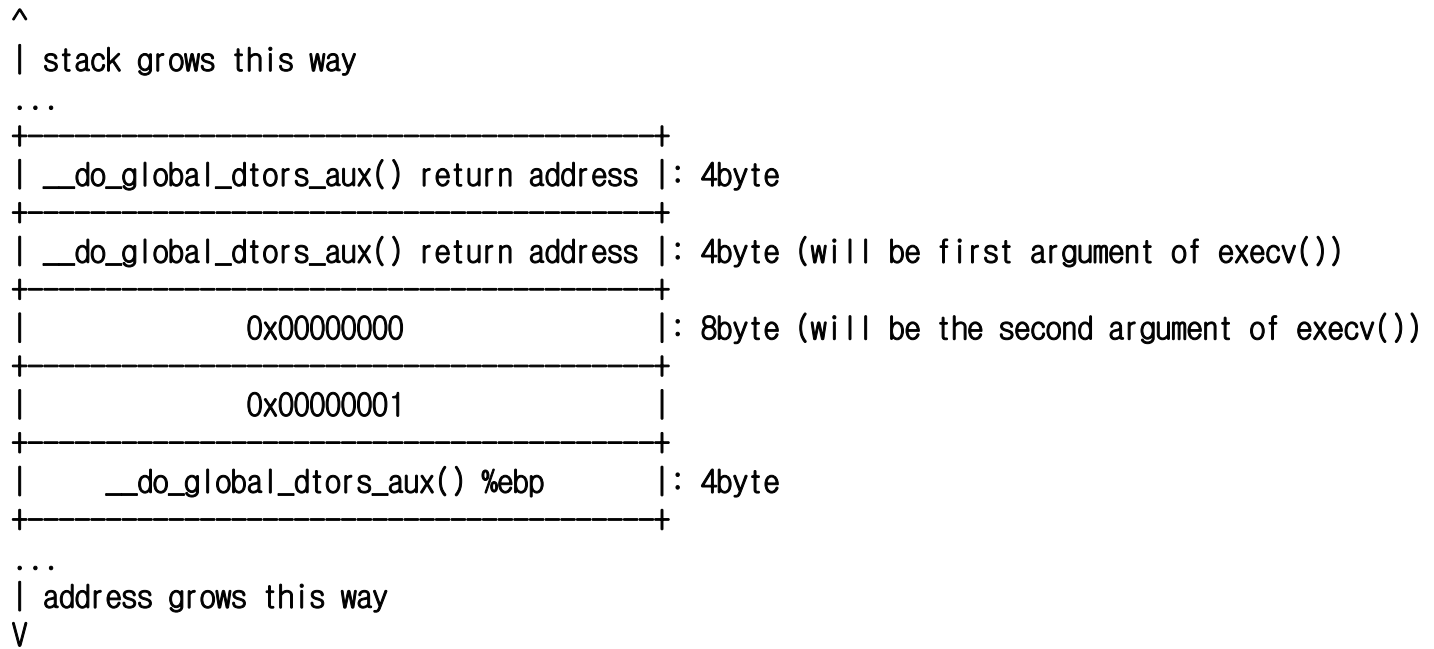 ^
| stack grows this way
...
+-----------------------------------------+
| __do_global_dtors_aux() return address |: 4byte
+-----------------------------------------+
| __do_global_dtors_aux() return address |: 4byte (will be first argument of execv())
+-----------------------------------------+
| 0x00000000 |: 8byte (will be the second argument of execv())
+-----------------------------------------+
| 0x00000001 |
+-----------------------------------------+
| __do_global_dtors_aux() %ebp |: 4byte
+-----------------------------------------+
...
| address grows this way
V